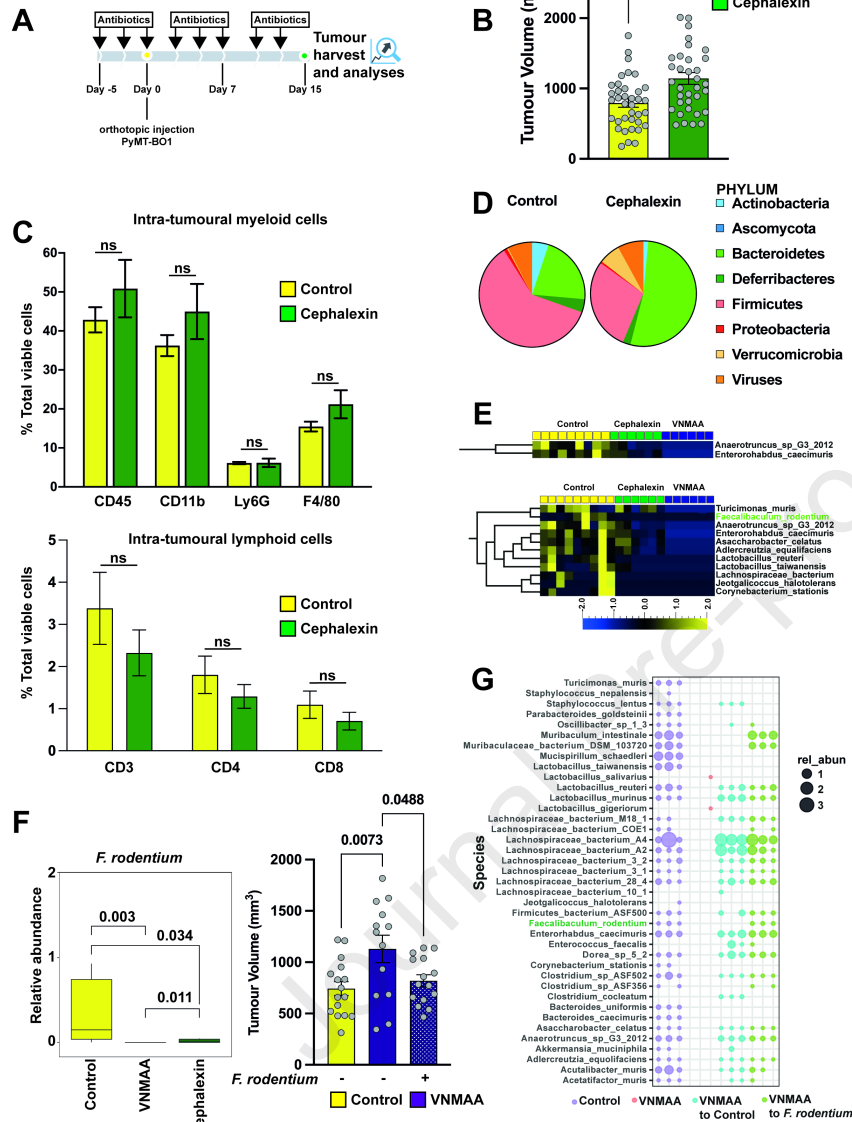 A
Antibiotics
Antibiotics
Antibiotics
Tumour
harvest
and analyses
Day -5
Day 0
Day 7
Day 15
orthotopic injection
PyMT-BO1
B
Cephalexin
Tumour Volume (m
2000
1000
0
C
Intra-tumoural myeloid cells
% Total viable cells
60
50
40
30
20
10
0
ns
ns
ns
ns
Control
Cephalexin
CD45
CD11b
Ly6G
F4/80
Intra-tumoural lymphoid cells
% Total viable cells
5
4
3
2
1
0
ns
ns
ns
Control
Cephalexin
CD3
CD4
CD8
D
Control
Cephalexin
PHYLUM
Actinobacteria
Ascomycota
Bacteroidetes
Deferribacteres
Firmicutes
Proteobacteria
Verrucomicrobia
Viruses
E
Control
Cephalexin
VNMAA
Anaerotruncus_sp_G3_2012
Enterorohabdus_caecimuris
Control
Cephalexin
VNMAA
Turicimonas_muris
Faecalibaculum_rodentium
Anaerotruncus_sp_G3_2012
Enterorohabdus_caecimuris
Asaccharobacter_celatus
Adlercreutzia_equalifaciens
Lactobacillus_reuteri
Lactobacillus_taiwanensis
Lachnospiraceae_bacterium
Jeotgalicoccus_halotolerans
Corynebacterium_stationis
-2.0
-1.0
0.0
1.0
2.0
F
F. rodentium
Relative abundance
2
1
0
0.003
0.034
0.011
Control
VNMAA
ephalexin
Tumour Volume (mm3)
2000
1500
1000
500
0
0.0073
0.0488
F. rodentium
-
-
+
Control
VNMAA
G
Species
Turicimonas_muris
Staphylococcus_nepalensis
Staphylococcus_lentus
Parabacteroides_goldsteinii
Oscillibacter_sp_1_3
Muribaculum_intestinale
Muribaculaceae_bacterium_DSM_103720
Mucispirillum_schaedleri
Lactobacillus_taiwanensis
Lactobacillus_salivarius
Lactobacillus_reuteri
Lactobacillus_murinus
Lactobacillus_gigeriorum
Lachnospiraceae_bacterium_M18_1
Lachnospiraceae_bacterium_COE1
Lachnospiraceae_bacterium_A4
Lachnospiraceae_bacterium_A2
Lachnospiraceae_bacterium_3_2
Lachnospiraceae_bacterium_3_1
Lachnospiraceae_bacterium_28_4
Lachnospiraceae_bacterium_10_1
Jeotgalicoccus_halotolerans
Firmicutes_bacterium_ASF500
Faecalibaculum_rodentium
Enterorhabdus_caecimuris
Enterococcus_faecalis
Dorea_sp_5_2
Corynebacterium_stationis
Clostridium_sp_ASF502
Clostridium_sp_ASF356
Clostridium_cocleatum
Bacteroides_uniformis
Bacteroides_caecimuris
Asaccharobacter_celatus
Anaerotruncus_sp_G3_2012
Akkermansia_muciniphila
Adlercreutzia_equolifaciens
Acutalibacter_muris
Acetatifactor_muris
rel_abun
1
2
3
Control
VNMAA
VNMAA
to Control
VNMAA
to F. rodentium
Journal Pre-pro